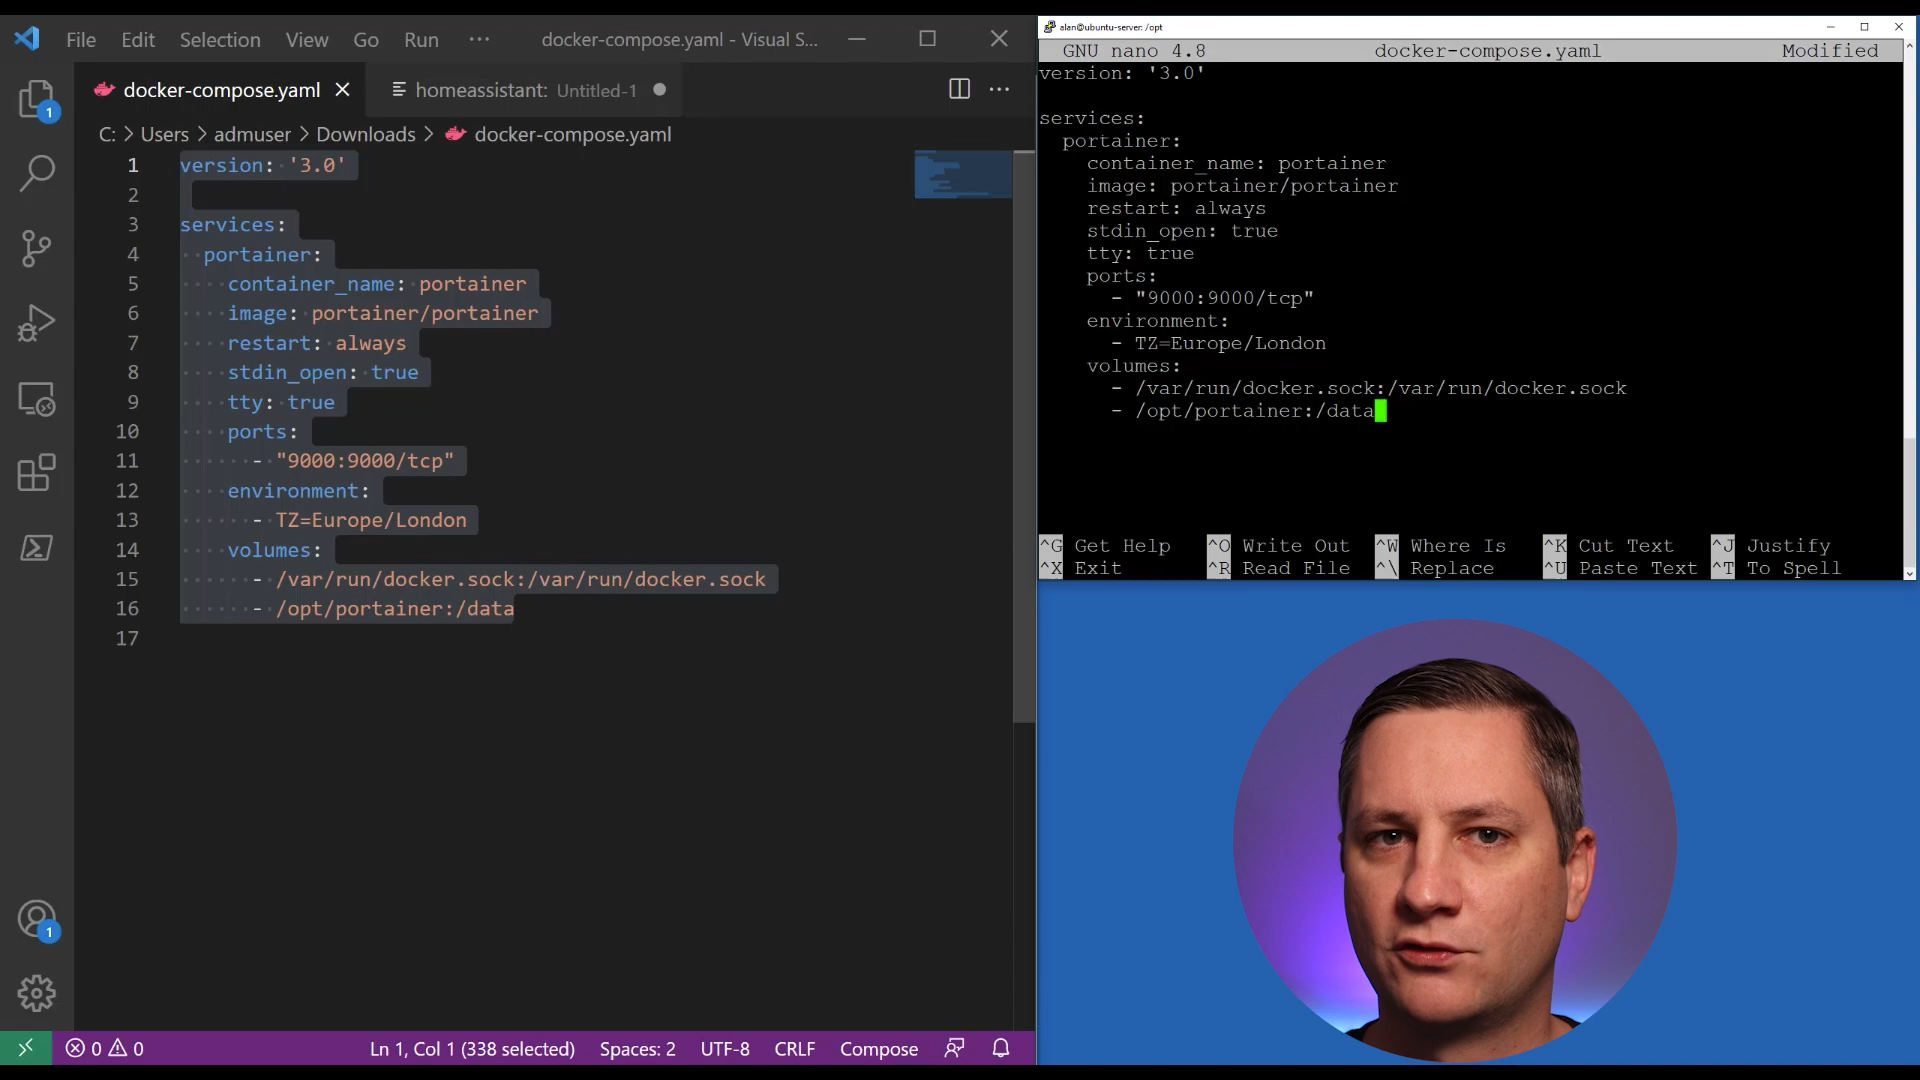 File Edit Selection View Go Run ··· docker-compose.yaml - Visual S...
docker-compose.yaml homeassistant: Untitled-1
C: > Users > admuser > Downloads > docker-compose.yaml
1 version: '3.0'
2
3 services:
4 portainer:
5 container_name: portainer
6 image: portainer/portainer
7 restart: always
8 stdin_open: true
9 tty: true
10 ports:
11 - "9000:9000/tcp"
12 environment:
13 - TZ=Europe/London
14 volumes:
15 - /var/run/docker.sock:/var/run/docker.sock
16 - /opt/portainer:/data
17
1
1
0 0 Ln 1, Col 1 (338 selected) Spaces: 2 UTF-8 CRLF Compose
alan@ubuntu-server: /opt
GNU nano 4.8 docker-compose.yaml Modified
version: '3.0'
services:
portainer:
container_name: portainer
image: portainer/portainer
restart: always
stdin_open: true
tty: true
ports:
- "9000:9000/tcp"
environment:
- TZ=Europe/London
volumes:
- /var/run/docker.sock:/var/run/docker.sock
- /opt/portainer:/data
^G Get Help ^O Write Out ^W Where Is ^K Cut Text ^J Justify
^X Exit ^R Read File ^\ Replace ^U Paste Text ^T To Spell